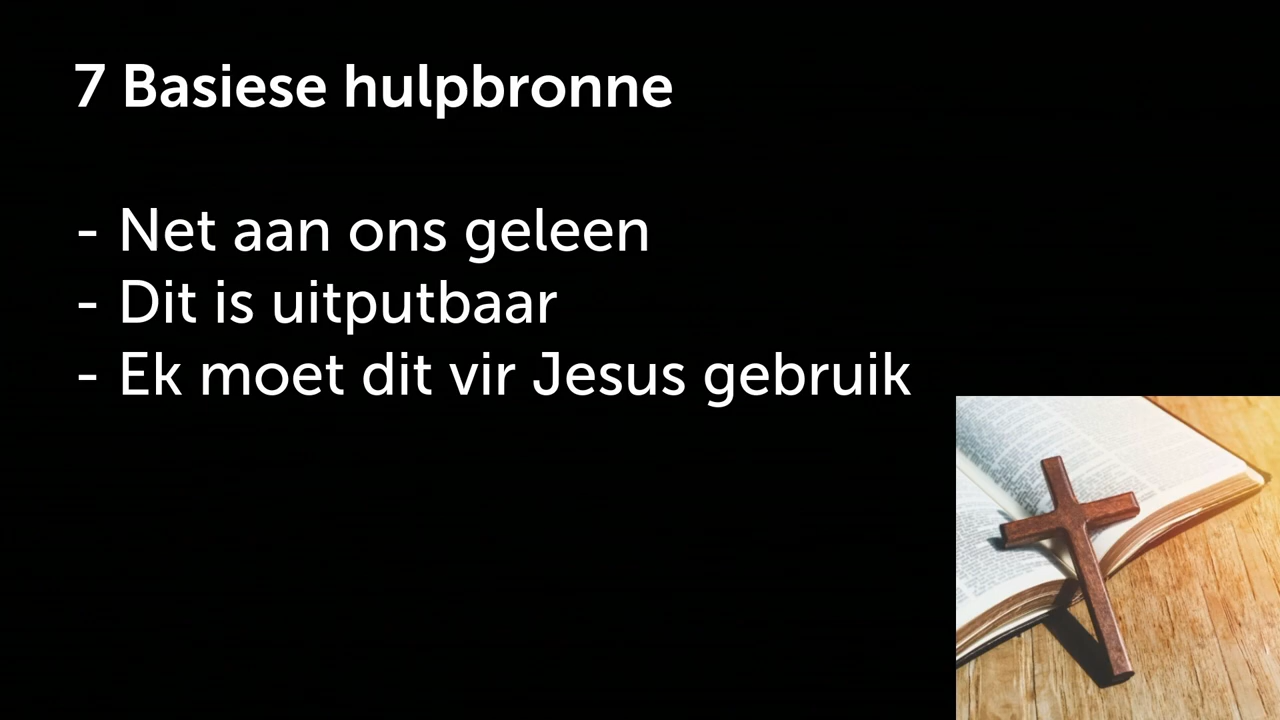 7 Basiese hulpbronne
- Net aan ons geleen
- Dit is uitputbaar
- Ek moet dit vir Jesus gebruik